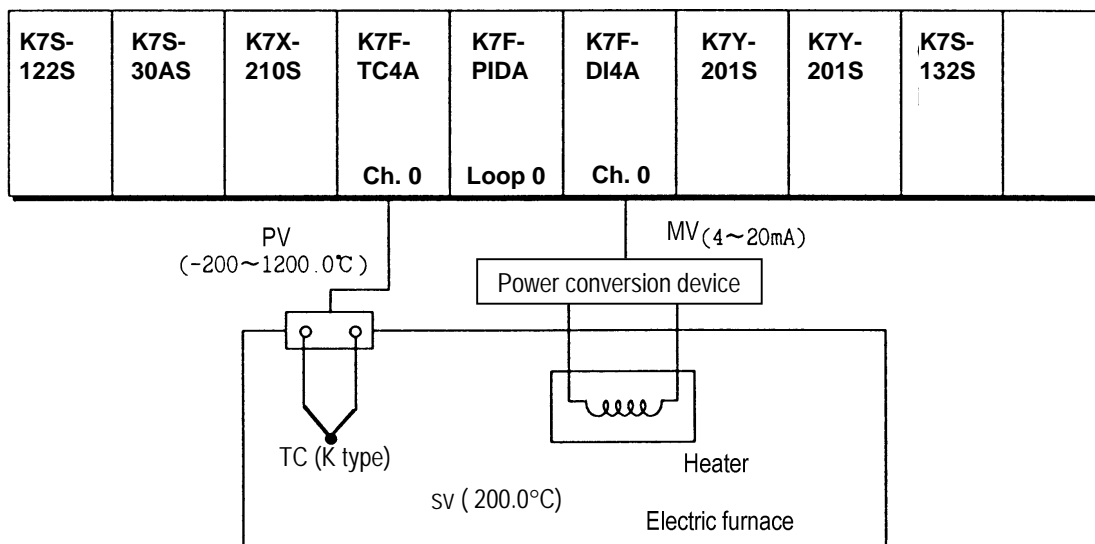 K7S-
122S
K7S-
30AS
K7X-
210S
K7F-
TC4A
Ch. 0
K7F-
PIDA
Loop 0
K7F-
DI4A
Ch. 0
K7Y-
201S
K7Y-
201S
K7S-
132S
PV
(-200~1200.0℃)
MV(4~20mA)
Power conversion device
TC (K type)
Heater
SV ( 200.0°C)
Electric furnace